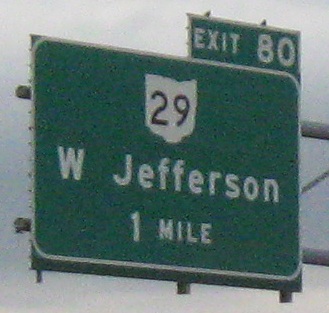 EXIT 80
29
W Jefferson
1 MILE